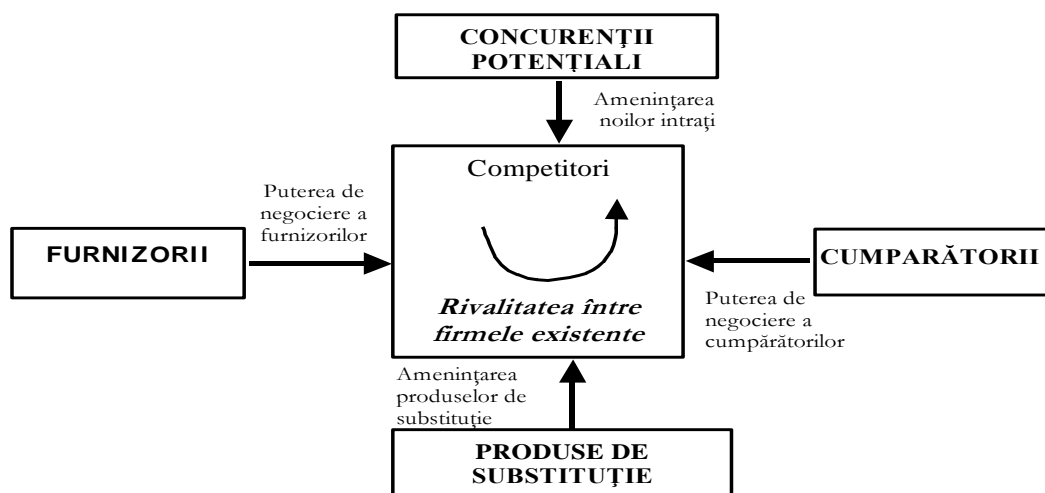 CONCURENŢII
POTENŢIALI
Ameninţarea
noilor intraţi
Competitori
Puterea de
negociere a
furnizorilor
FURNIZORII
CUMPARĂTORII
Rivalitatea între
firmele existente
Puterea de
negociere a
cumpărătorilor
Ameninţarea
produselor de
substituţie
PRODUSE DE
SUBSTITUŢIE